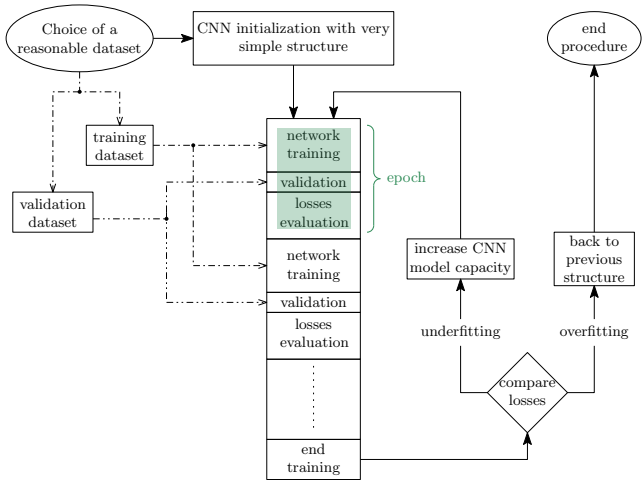 Choice of a
reasonable dataset
CNN initialization with very
simple structure
end
procedure
training
dataset
validation
dataset
network
training
validation
losses
evaluation
epoch
network
training
validation
losses
evaluation
end
training
increase CNN
model capacity
back to
previous
structure
underfitting
overfitting
compare
losses